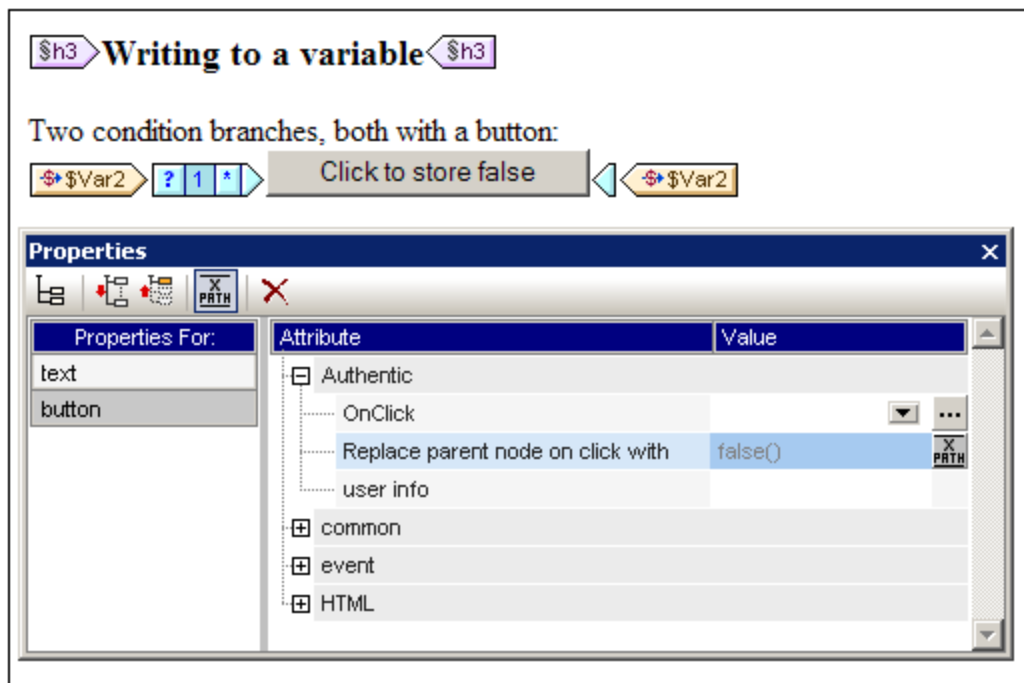 §h3 Writing to a variable §h3
Two condition branches, both with a button:
$ $Var2 ? 1 * Click to store false $ $Var2
Properties
X PATH
Properties For: Attribute Value
text Authentic
button OnClick ...
Replace parent node on click with false() X PATH
user info
common
event
HTML